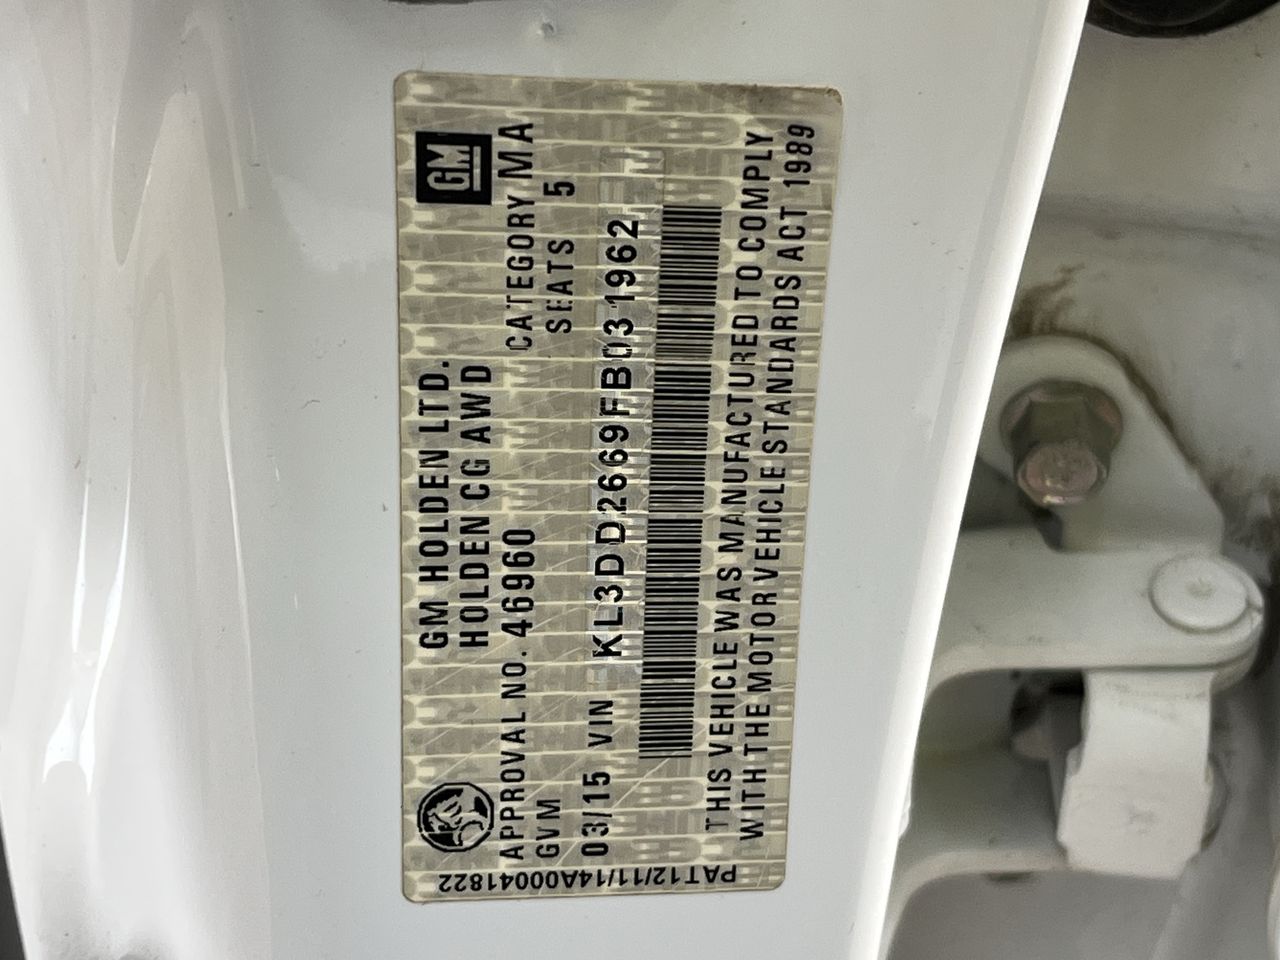 GM
GM HOLDEN LTD.
HOLDEN CG AWD
APPROVAL NO. 46960 CATEGORY MA
GVM SEATS 5
03/15 VIN KL3DD2669FB031962
THIS VEHICLE WAS MANUFACTURED TO COMPLY
WITH THE MOTOR VEHICLE STANDARDS ACT 1989
PAT12/11/14A00041822